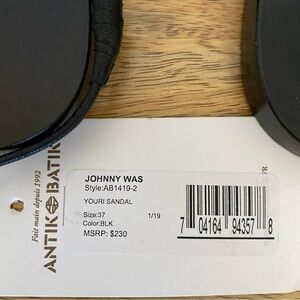 JOHNNY WAS
Style:AB1419-2
YOURI SANDAL
Size:37 1/19
Color:BLK
MSRP: $230
7 04164 94357 8
ANTIK BATIK
Fait main depuis 1992